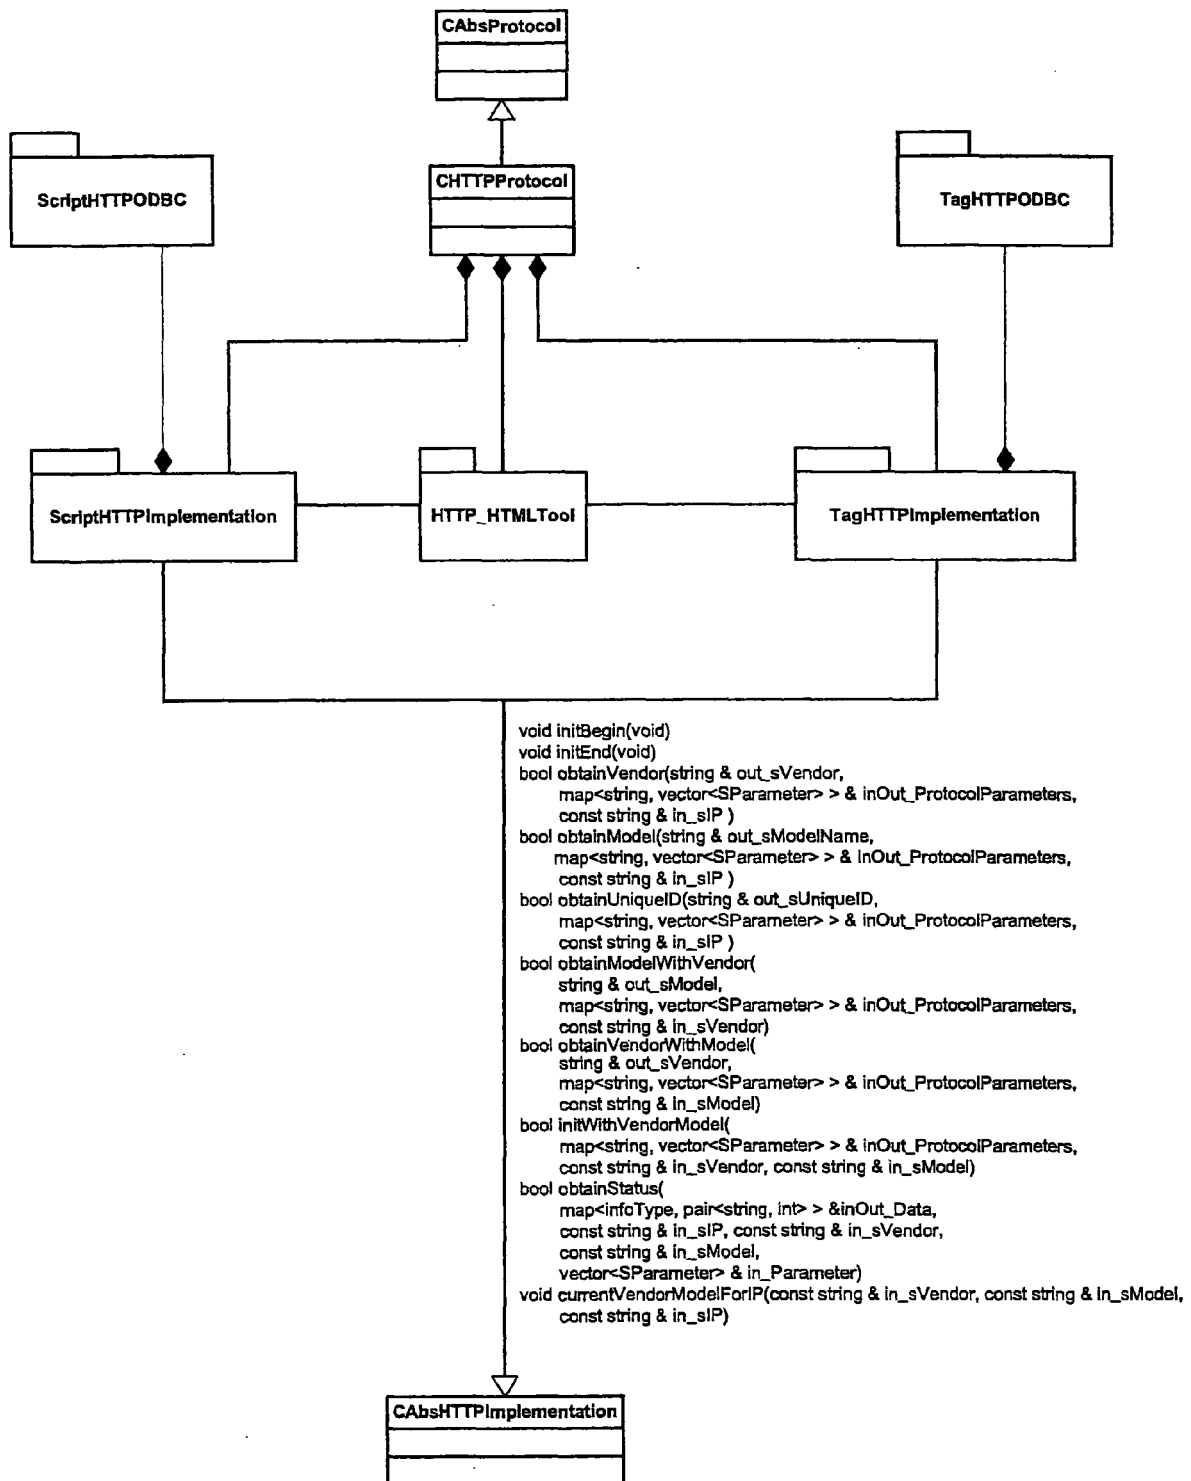 CAbsProtocol
ScriptHTTPODBC
CHTTPProtocol
TagHTTPODBC
ScriptHTTPImplementation
HTTP_HTMLTool
TagHTTPImplementation
void initBegin(void)
void initEnd(void)
bool obtainVendor(string & out_sVendor,
map<string, vector<SParameter> > & inOut_ProtocolParameters,
const string & in_sIP )
bool obtainModel(string & out_sModelName,
map<string, vector<SParameter> > & inOut_ProtocolParameters,
const string & in_sIP )
bool obtainUniqueID(string & out_sUniqueID,
map<string, vector<SParameter> > & inOut_ProtocolParameters,
const string & in_sIP )
bool obtainModelWithVendor(
string & out_sModel,
map<string, vector<SParameter> > & inOut_ProtocolParameters,
const string & in_sVendor)
bool obtainVendorWithModel(
string & out_sVendor,
map<string, vector<SParameter> > & inOut_ProtocolParameters,
const string & in_sModel)
bool initWithVendorModel(
map<string, vector<SParameter> > & inOut_ProtocolParameters,
const string & in_sVendor, const string & in_sModel)
bool obtainStatus(
map<infoType, pair<string, int> > &inOut_Data,
const string & in_sIP, const string & in_sVendor,
const string & in_sModel,
vector<SParameter> & in_Parameter)
void currentVendorModelForIP(const string & in_sVendor, const string & in_sModel,
const string & in_sIP)
CAbsHTTPImplementation